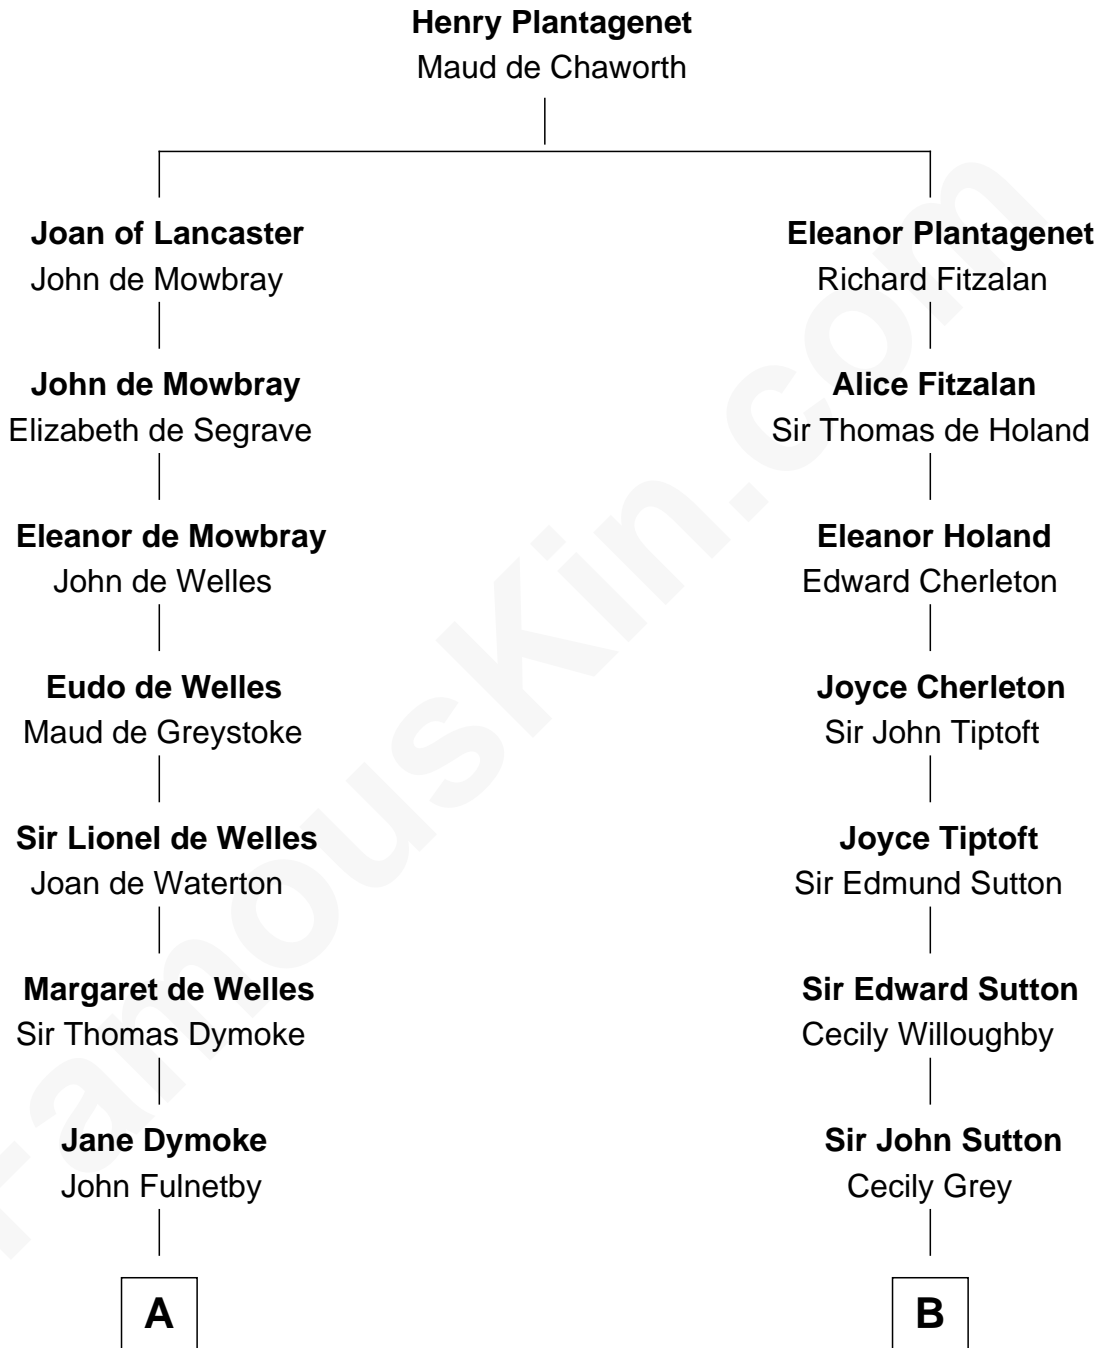 Henry Plantagenet
Maud de Chaworth
Joan of Lancaster
John de Mowbray
Eleanor Plantagenet
Richard Fitzalan
John de Mowbray
Elizabeth de Segrave
Alice Fitzalan
Sir Thomas de Holand
Eleanor de Mowbray
John de Welles
Eleanor Holand
Edward Cherleton
Eudo de Welles
Maud de Greystoke
Joyce Cherleton
Sir John Tiptoft
Sir Lionel de Welles
Joan de Waterton
Joyce Tiptoft
Sir Edmund Sutton
Margaret de Welles
Sir Thomas Dymoke
Sir Edward Sutton
Cecily Willoughby
Jane Dymoke
John Fulnetby
Sir John Sutton
Cecily Grey
A
B
FamousKin.com